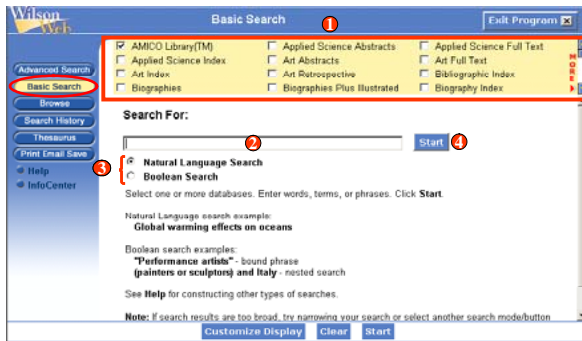 Wilson Web
Basic Search
1
Exit Program
AMICO Library(TM) Applied Science Abstracts Applied Science Full Text
Applied Science Index Art Abstracts Art Full Text
Art Index Art Retrospective Bibliographic Index
Biographies Biographies Plus Illustrated Biography Index
MORE
Advanced Search
Basic Search
Browse
Search History
Thesaurus
Print Email Save
Help
InfoCenter
Search For:
2
Start 4
3
Natural Language Search
Boolean Search
Select one or more databases. Enter words, terms, or phrases. Click Start.
Natural Language search example:
Global warming effects on oceans
Boolean search examples:
"Performance artists" - bound phrase
(painters or sculptors) and Italy - nested search
See Help for constructing other types of searches.
Note: If search results are too broad, try narrowing your search or select another search mode/button
Customize Display Clear Start